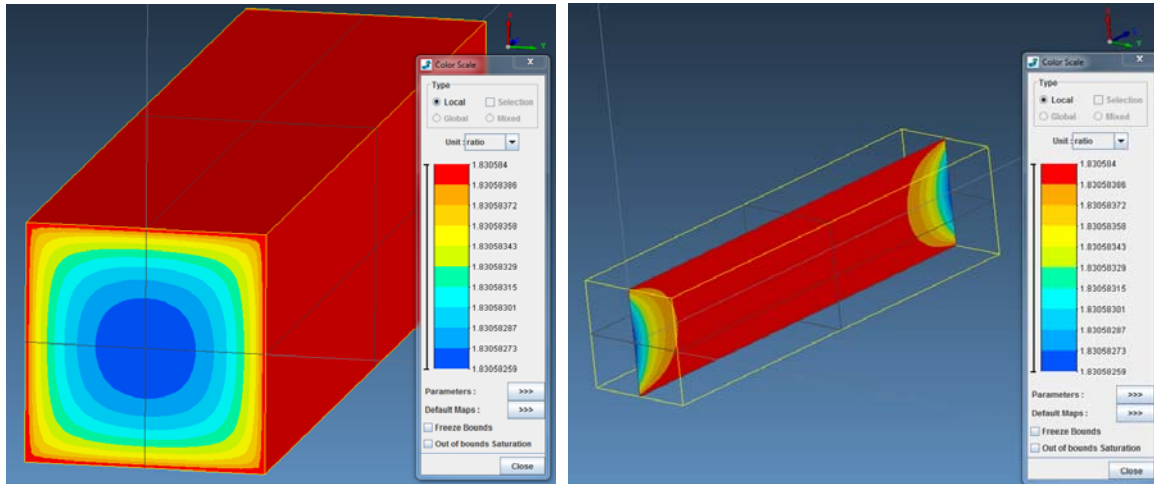 X
Z
Y
Color Scale
X
Type
Local
Selection
Global
Mixed
Unit : ratio
1.830584
1.83058386
1.83058372
1.83058358
1.83058343
1.83058329
1.83058315
1.83058301
1.83058287
1.83058273
1.83058259
Parameters :
>>>
Default Maps :
>>>
Freeze Bounds
Out of bounds Saturation
Close
Y
Color Scale
X
Type
Local
Selection
Global
Mixed
Unit : ratio
1.830584
1.83058386
1.83058372
1.83058358
1.83058343
1.83058329
1.83058315
1.83058301
1.83058287
1.83058273
1.83058259
Parameters :
>>>
Default Maps :
>>>
Freeze Bounds
Out of bounds Saturation
Close